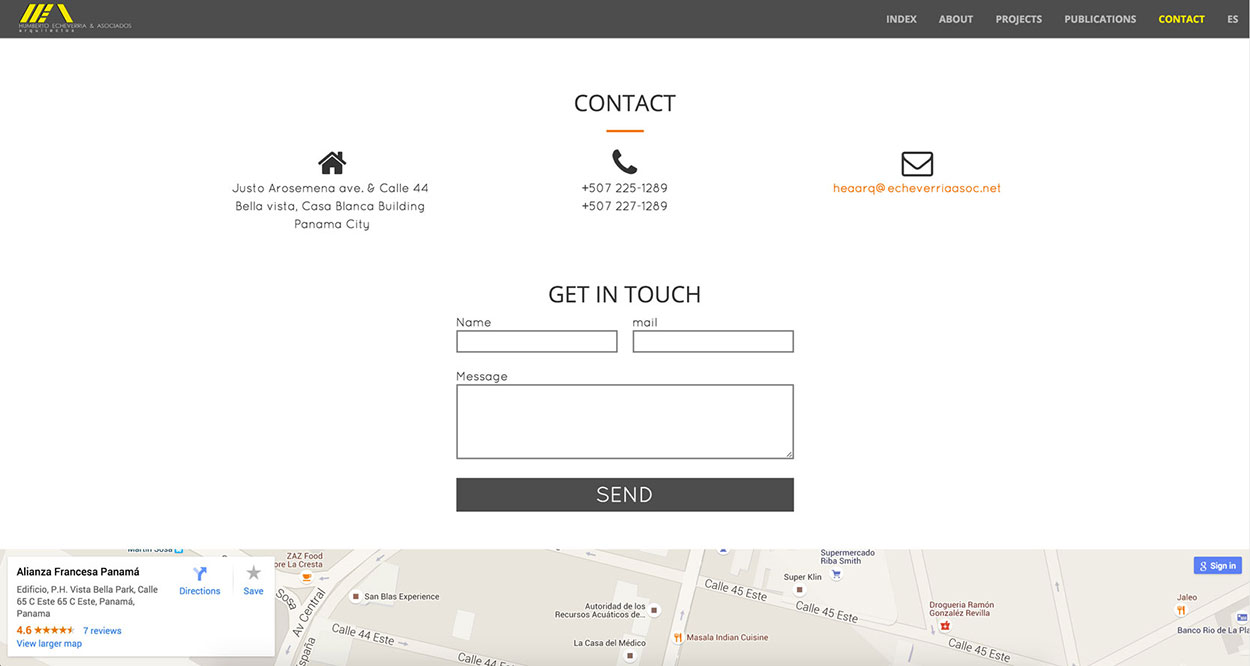 HEA
HUMBERTO ECHEVERRIA & ASOCIADOS
arquitectos
INDEX
ABOUT
PROJECTS
PUBLICATIONS
CONTACT
ES
CONTACT
Justo Arosemena ave. & Calle 44
Bella vista, Casa Blanca Building
Panama City
+507 225-1289
+507 227-1289
heaarq@echeverriaasoc.net
GET IN TOUCH
Name
mail
Message
SEND
Alianza Francesa Panamá
Edificio, P.H. Vista Bella Park, Calle
65 C Este 65 C Este, Panamá,
Panama
4.6
7 reviews
View larger map
Directions
Save
Martín Sosa
ZAZ Food
ore La Cresta
Sosa
Av Central
España
San Blas Experience
Calle 44 Este
Calle 44 Este
Autoridad de los
Recursos Acuáticos de...
La Casa del Médico
Masala Indian Cuisine
Calle 45 Este
Super Klin
Supermercado
Riba Smith
Calle 45 Este
Drogueria Ramón
Gonzaléz Revilla
Calle 45 Este
Sign in
Jaleo
Banco Rio de La Pla